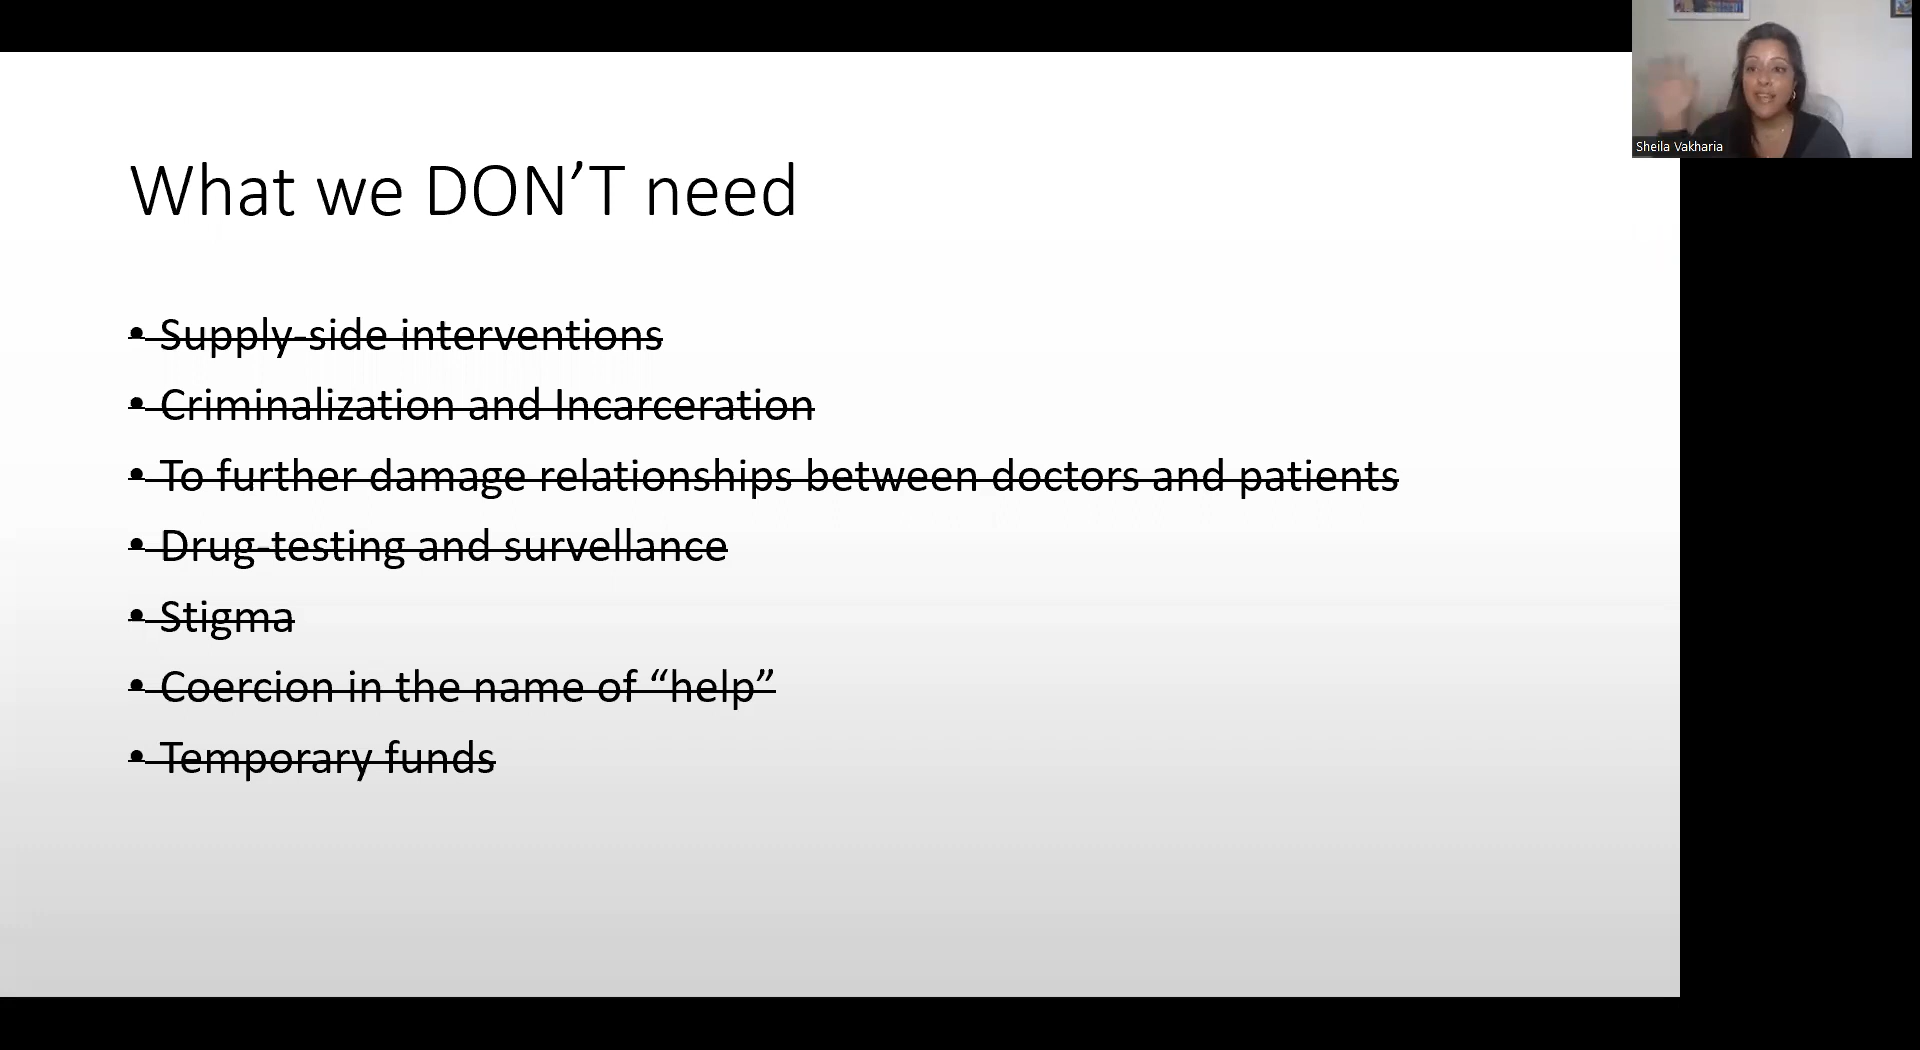 What we DON’T need
• Supply-side interventions
• Criminalization and Incarceration
• To further damage relationships between doctors and patients
• Drug-testing and survellance
• Stigma
• Coercion in the name of “help”
• Temporary funds
Sheila Vakharia